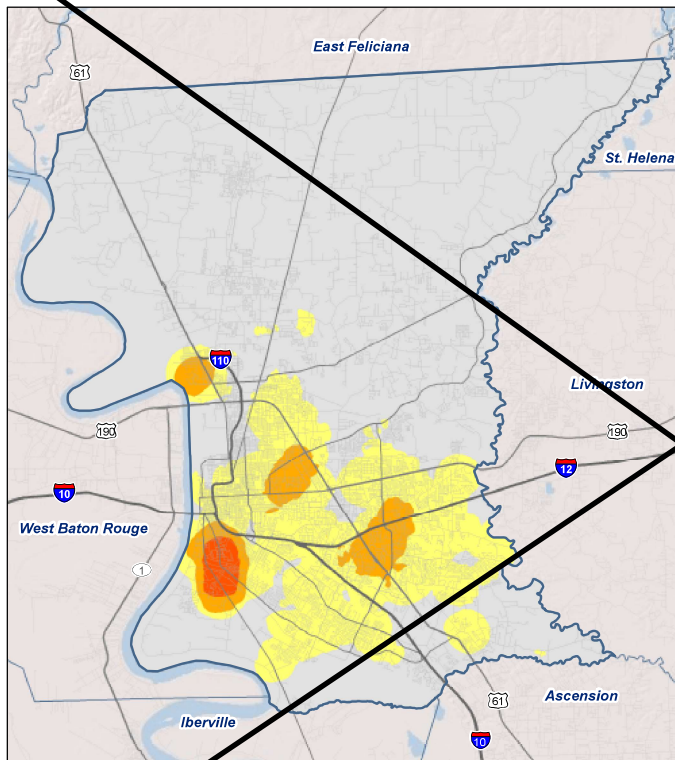 East Feliciana
61
St. Helena
110
Livingston
190
190
12
10
West Baton Rouge
1
Ascension
61
Iberville
10